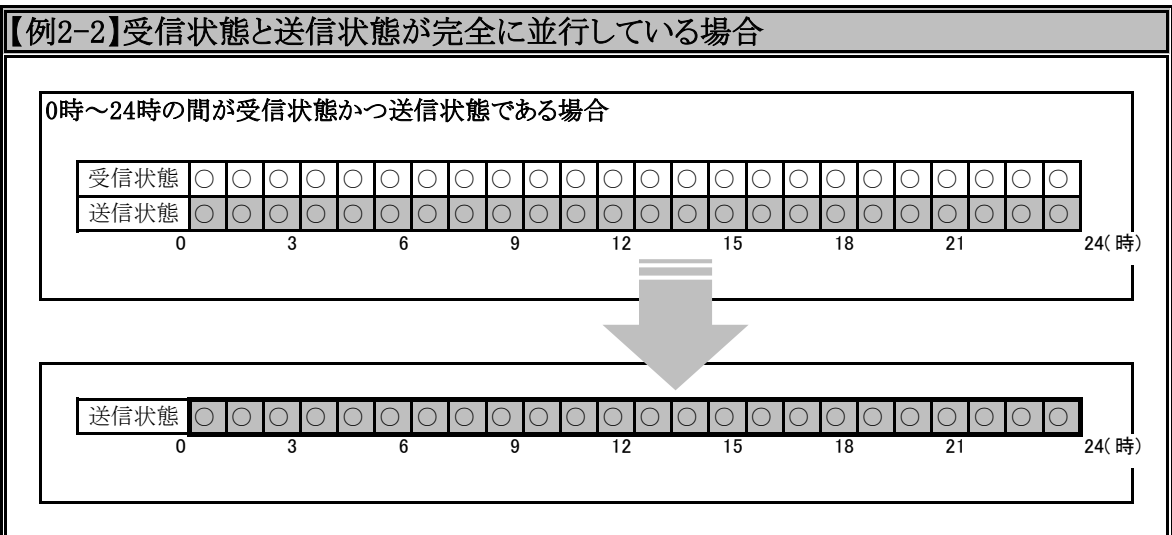 【例2-2】受信状態と送信状態が完全に並行している場合
0時～24時の間が受信状態かつ送信状態である場合
受信状態 ○ ○ ○ ○ ○ ○ ○ ○ ○ ○ ○ ○ ○ ○ ○ ○ ○ ○ ○ ○ ○ ○ ○ ○
送信状態 ○ ○ ○ ○ ○ ○ ○ ○ ○ ○ ○ ○ ○ ○ ○ ○ ○ ○ ○ ○ ○ ○ ○ ○
0 3 6 9 12 15 18 21 24(時)
送信状態 ○ ○ ○ ○ ○ ○ ○ ○ ○ ○ ○ ○ ○ ○ ○ ○ ○ ○ ○ ○ ○ ○ ○ ○
0 3 6 9 12 15 18 21 24(時)